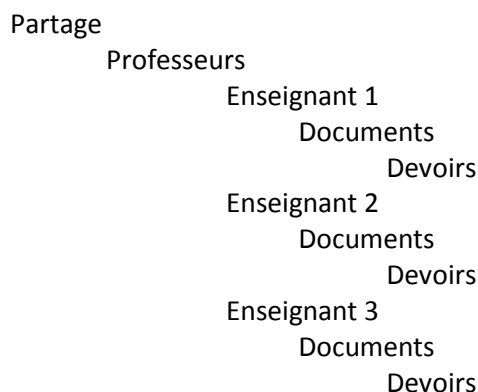 Partage
Professeurs
Enseignant 1
Documents
Devoirs
Enseignant 2
Documents
Devoirs
Enseignant 3
Documents
Devoirs